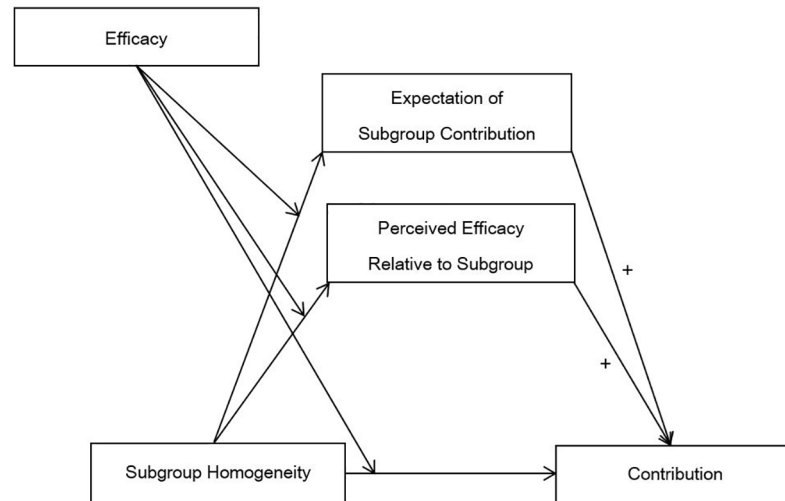 Efficacy
Expectation of
Subgroup Contribution
Perceived Efficacy
Relative to Subgroup
+
+
Subgroup Homogeneity
Contribution